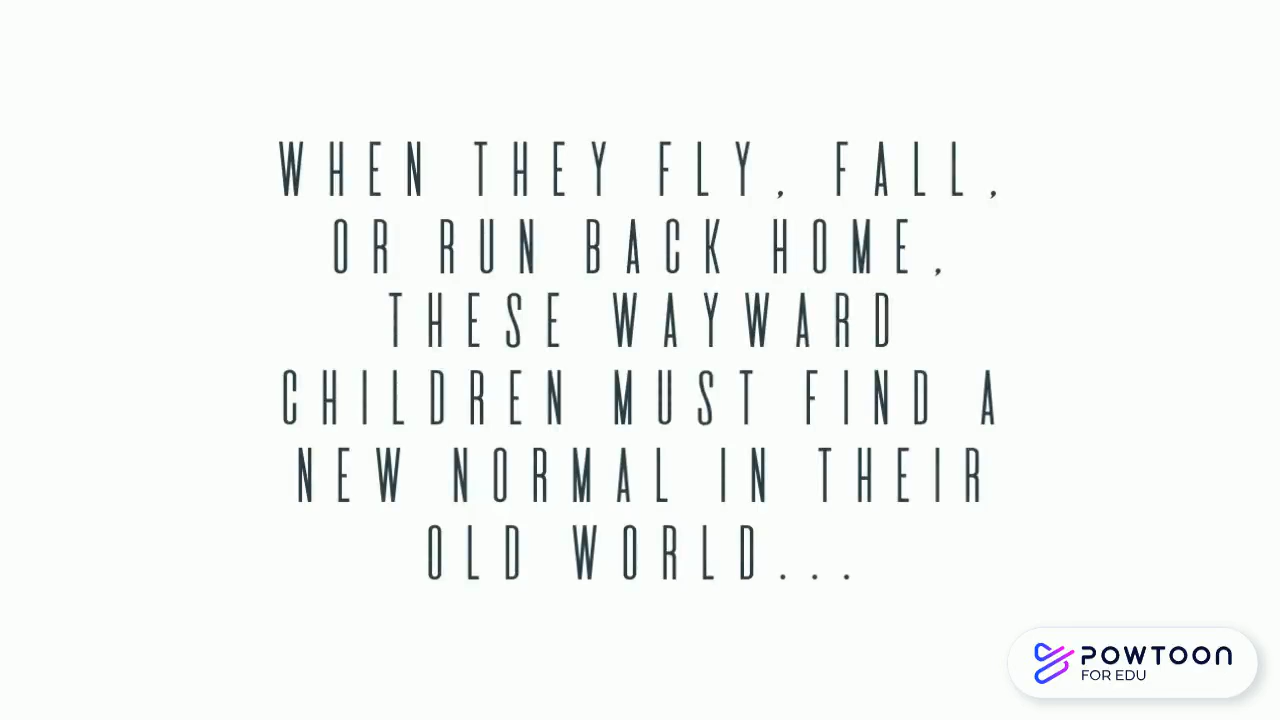 WHEN THEY FLY, FALL,
OR RUN BACK HOME,
THESE WAYWARD
CHILDREN MUST FIND A
NEW NORMAL IN THEIR
OLD WORLD...
POWTOON
FOR EDU